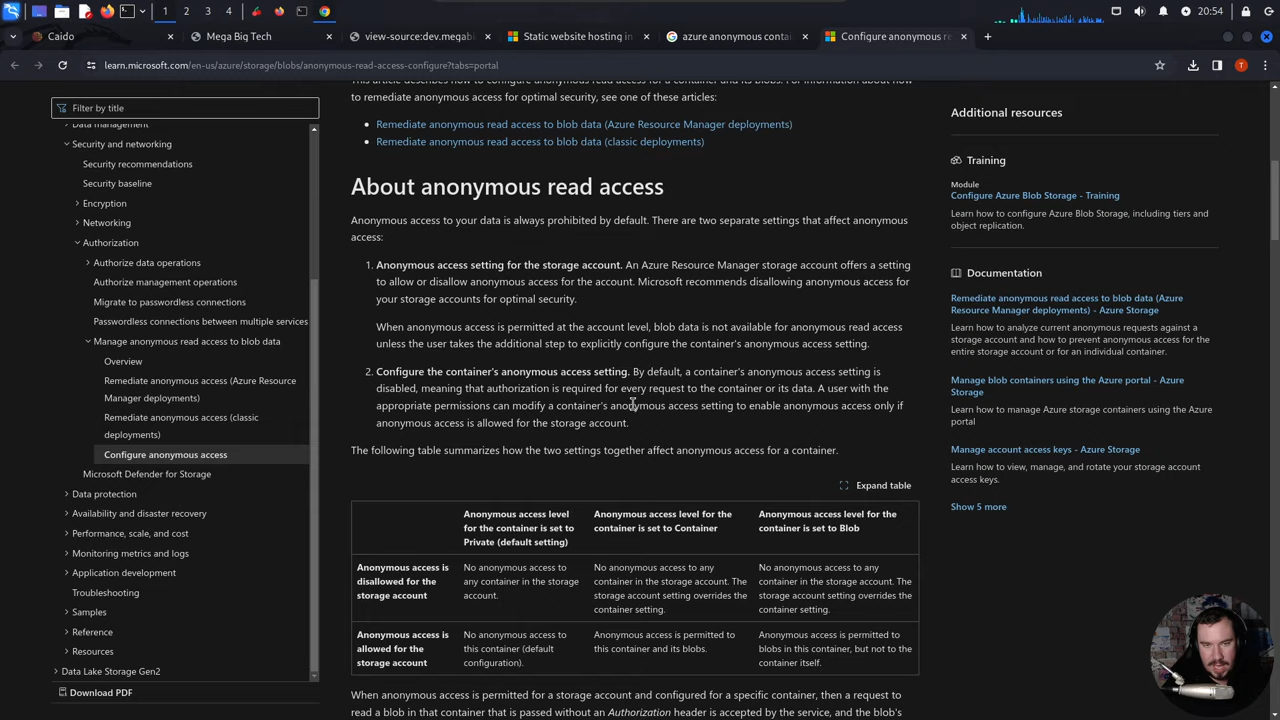 1 2 3 4 20:54
Caido
Mega Big Tech
view-source:dev.megabl
Static website hosting in
azure anonymous cont
Configure anonymous re
learn.microsoft.com/en-us/azure/storage/blobs/anonymous-read-access-configure?tabs=portal
T
Filter by title
Data management
Security and networking
Security recommendations
Security baseline
Encryption
Networking
Authorization
Authorize data operations
Authorize management operations
Migrate to passwordless connections
Passwordless connections between multiple services
Manage anonymous read access to blob data
Overview
Remediate anonymous access (Azure Resource
Manager deployments)
Remediate anonymous access (classic
deployments)
Configure anonymous access
Microsoft Defender for Storage
Data protection
Availability and disaster recovery
Performance, scale, and cost
Monitoring metrics and logs
Application development
Troubleshooting
Samples
Reference
Resources
Data Lake Storage Gen2
Download PDF
This article describes how to configure anonymous read access for a container and its blobs. For information about how
to remediate anonymous access for optimal security, see one of these articles:
Remediate anonymous read access to blob data (Azure Resource Manager deployments)
Remediate anonymous read access to blob data (classic deployments)
About anonymous read access
Anonymous access to your data is always prohibited by default. There are two separate settings that affect anonymous
access:
1. Anonymous access setting for the storage account. An Azure Resource Manager storage account offers a setting
to allow or disallow anonymous access for the account. Microsoft recommends disallowing anonymous access for
your storage accounts for optimal security.
When anonymous access is permitted at the account level, blob data is not available for anonymous read access
unless the user takes the additional step to explicitly configure the container's anonymous access setting.
2. Configure the container's anonymous access setting. By default, a container's anonymous access setting is
disabled, meaning that authorization is required for every request to the container or its data. A user with the
appropriate permissions can modify a container's anonymous access setting to enable anonymous access only if
anonymous access is allowed for the storage account.
The following table summarizes how the two settings together affect anonymous access for a container.
Expand table
Anonymous access level
for the container is set to
Private (default setting)
Anonymous access level for the
container is set to Container
Anonymous access level for the
container is set to Blob
Anonymous access is
disallowed for the
storage account
No anonymous access to
any container in the storage
account.
No anonymous access to any
container in the storage account. The
storage account setting overrides the
container setting.
No anonymous access to any
container in the storage account. The
storage account setting overrides the
container setting.
Anonymous access is
allowed for the
storage account
No anonymous access to
this container (default
configuration).
Anonymous access is permitted to
this container and its blobs.
Anonymous access is permitted to
blobs in this container, but not to the
container itself.
When anonymous access is permitted for a storage account and configured for a specific container, then a request to
read a blob in that container that is passed without an Authorization header is accepted by the service, and the blob's
Additional resources
Training
Module
Configure Azure Blob Storage - Training
Learn how to configure Azure Blob Storage, including tiers and
object replication.
Documentation
Remediate anonymous read access to blob data (Azure
Resource Manager deployments) - Azure Storage
Learn how to analyze current anonymous requests against a
storage account and how to prevent anonymous access for the
entire storage account or for an individual container.
Manage blob containers using the Azure portal - Azure
Storage
Learn how to manage Azure storage containers using the Azure
portal
Manage account access keys - Azure Storage
Learn how to view, manage, and rotate your storage account
access keys.
Show 5 more